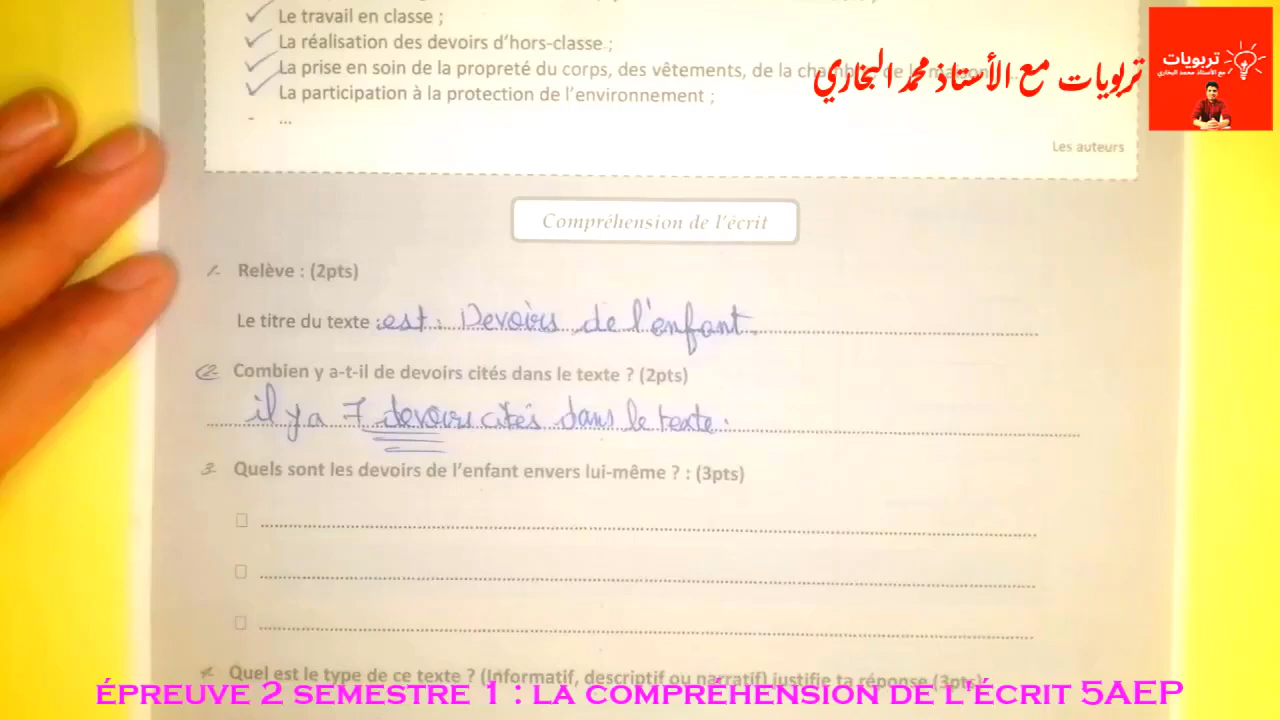 Le travail en classe ;
La réalisation des devoirs d'hors-classe ;
La prise en soin de la propreté du corps, des vêtements, de la
La participation à la protection de l'environnement ;
- ...
تربويات مع الأستاذ محمد البخاري
تربويات
مع الأستاذ محمد البخاري
Les auteurs
Compréhension de l'écrit
1- Relève : (2pts)
Le titre du texte : est : Devoirs de l'enfant.
2- Combien y a-t-il de devoirs cités dans le texte ? (2pts)
il y a 7 devoirs cités dans le texte.
3- Quels sont les devoirs de l'enfant envers lui-même ? : (3pts)
Quel est le type de ce texte ? (Informatif, descriptif ou narratif) justifie ta réponse (3pts)
ÉPREUVE 2 SEMESTRE 1 : LA COMPRÉHENSION DE L'ÉCRIT 5AEP